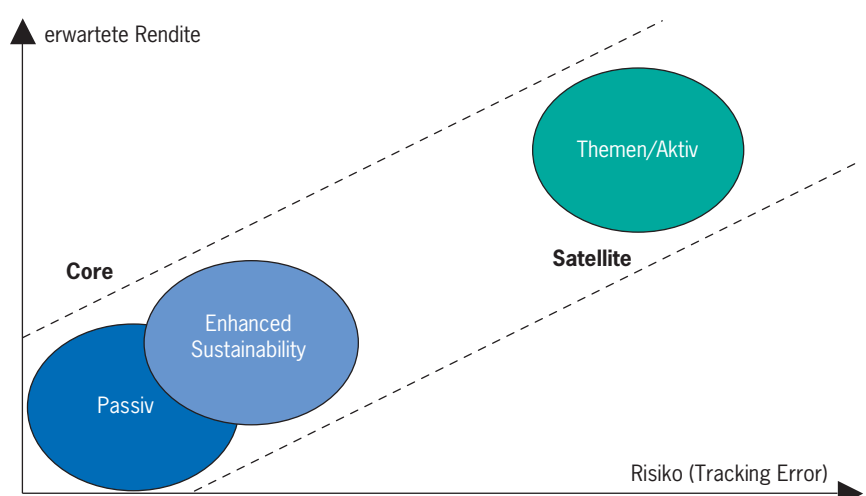 erwartete Rendite
Themen/Aktiv
Satellite
Core
Enhanced
Sustainability
Passiv
Risiko (Tracking Error)